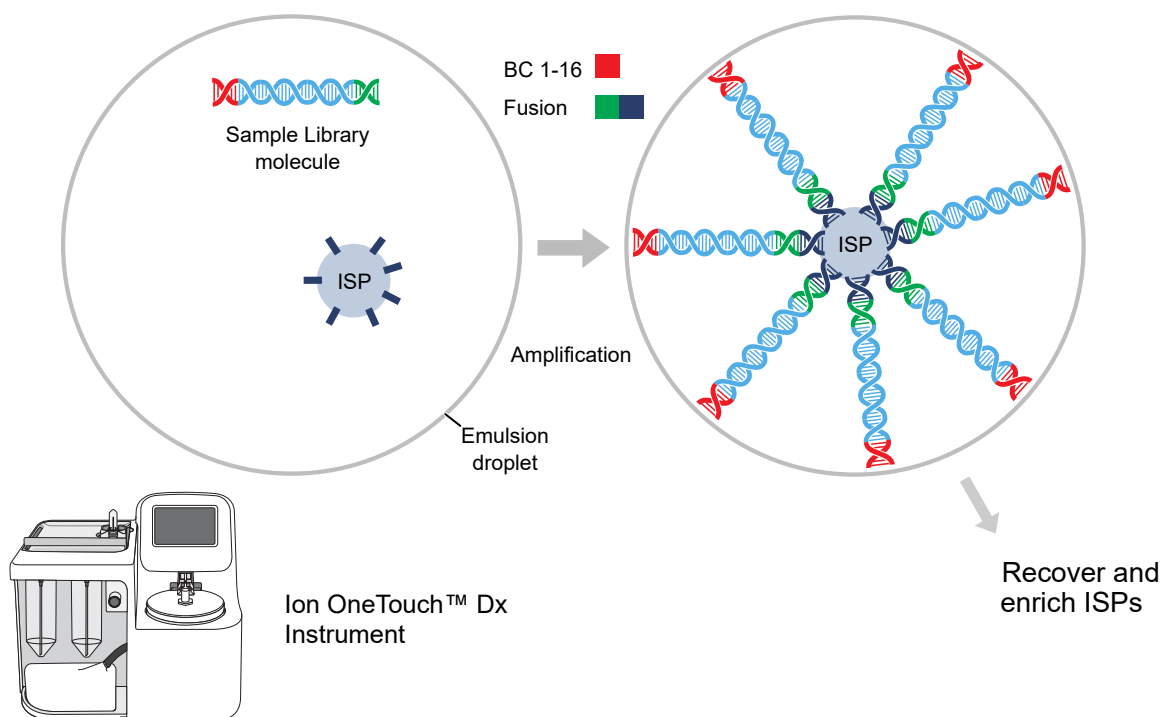 BC 1-16
Fusion
Sample Library
molecule
ISP
ISP
Amplification
Emulsion
droplet
Ion OneTouch™ Dx
Instrument
Recover and
enrich ISPs